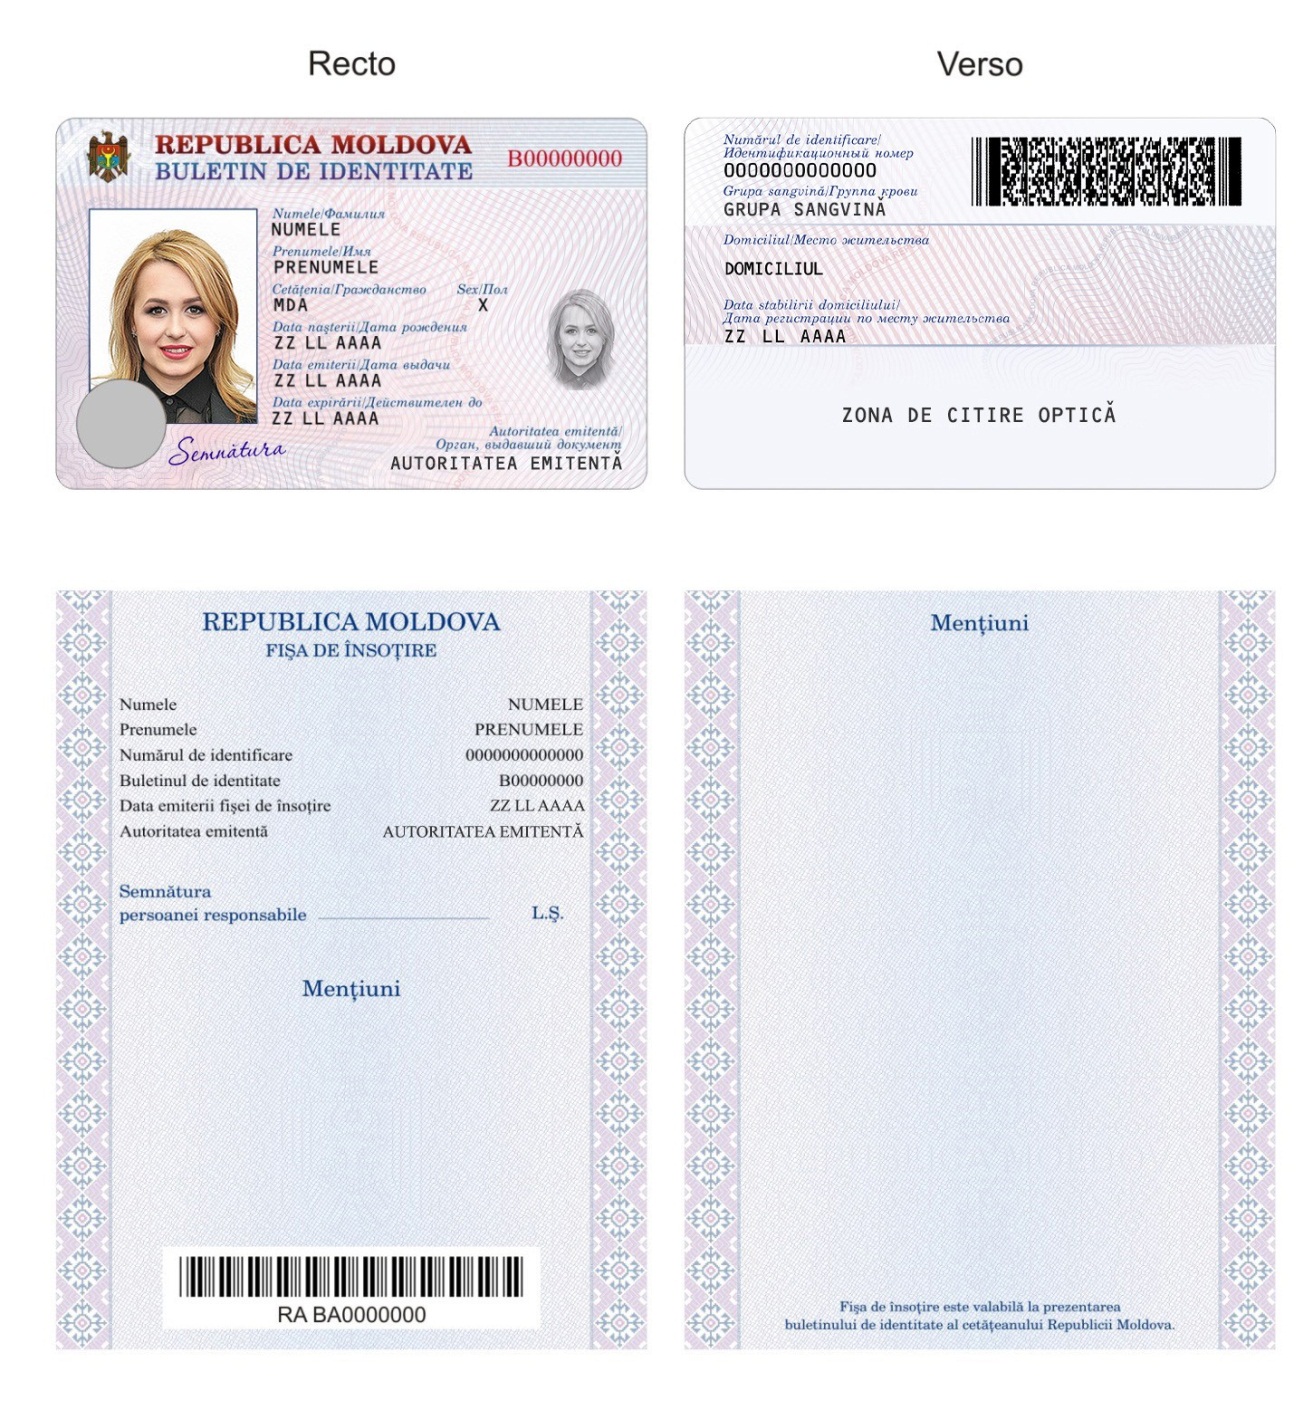 Recto
Verso
REPUBLICA MOLDOVA
BULETIN DE IDENTITATE
B00000000
Numele/Фамилия
NUMELE
Prenumele/Имя
PRENUMELE
Cetăţenia/Гражданство Sex/Пол
MDA X
Data naşterii/Дата рождения
ZZ LL AAAA
Data emiterii/Дата выдачи
ZZ LL AAAA
Data expirării/Действителен до
ZZ LL AAAA
Autoritatea emitentă/
Орган, выдавший документ
AUTORITATEA EMITENTĂ
Semnătura
Numărul de identificare/
Идентификационный номер
0000000000000
Grupa sangvină/Группа крови
GRUPA SANGVINĂ
Domiciliul/Место жительства
DOMICILIUL
Data stabilirii domiciliului/
Дата регистрации по месту жительства
ZZ LL AAAA
ZONA DE CITIRE OPTICĂ
REPUBLICA MOLDOVA
FIŞA DE ÎNSOŢIRE
Numele NUMELE
Prenumele PRENUMELE
Numărul de identificare 0000000000000
Buletinul de identitate B00000000
Data emiterii fişei de însoţire ZZ LL AAAA
Autoritatea emitentă AUTORITATEA EMITENTĂ
Semnătura
persoanei responsabile L.Ş.
Menţiuni
RA BA0000000
Menţiuni
Fişa de însoţire este valabilă la prezentarea
buletinului de identitate al cetăţeanului Republicii Moldova.